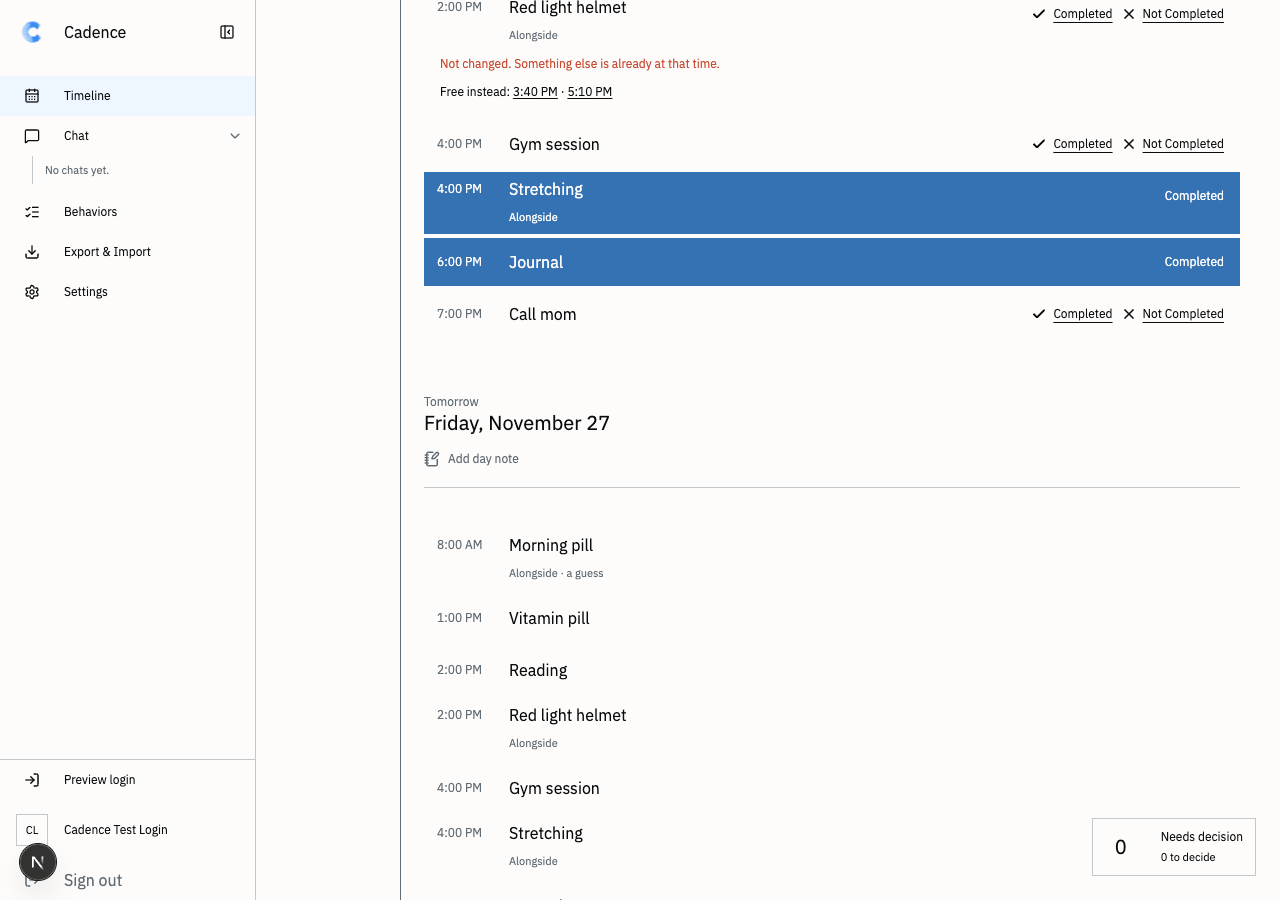 Cadence
Timeline
Chat
No chats yet.
Behaviors
Export & Import
Settings
Preview login
CL
Cadence Test Login
N
Sign out
2:00 PM Red light helmet Completed Not Completed
Alongside
Not changed. Something else is already at that time.
Free instead: 3:40 PM · 5:10 PM
4:00 PM Gym session Completed Not Completed
4:00 PM Stretching Completed
Alongside
6:00 PM Journal Completed
7:00 PM Call mom Completed Not Completed
Tomorrow
Friday, November 27
Add day note
8:00 AM Morning pill
Alongside · a guess
1:00 PM Vitamin pill
2:00 PM Reading
2:00 PM Red light helmet
Alongside
4:00 PM Gym session
4:00 PM Stretching
Alongside
0 Needs decision
0 to decide